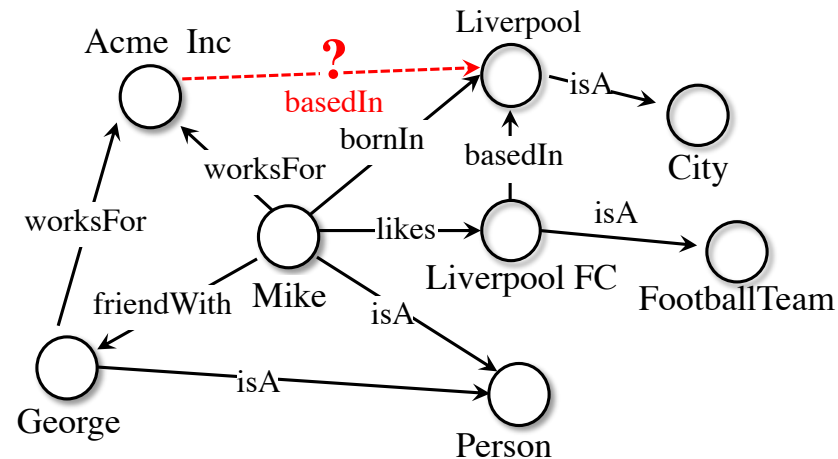 Liverpool
Acme Inc
?
isA
basedIn
bornIn
basedIn
City
worksFor
worksFor
isA
likes
Liverpool FC
Mike
FootballTeam
friendWith
isA
isA
George
Person